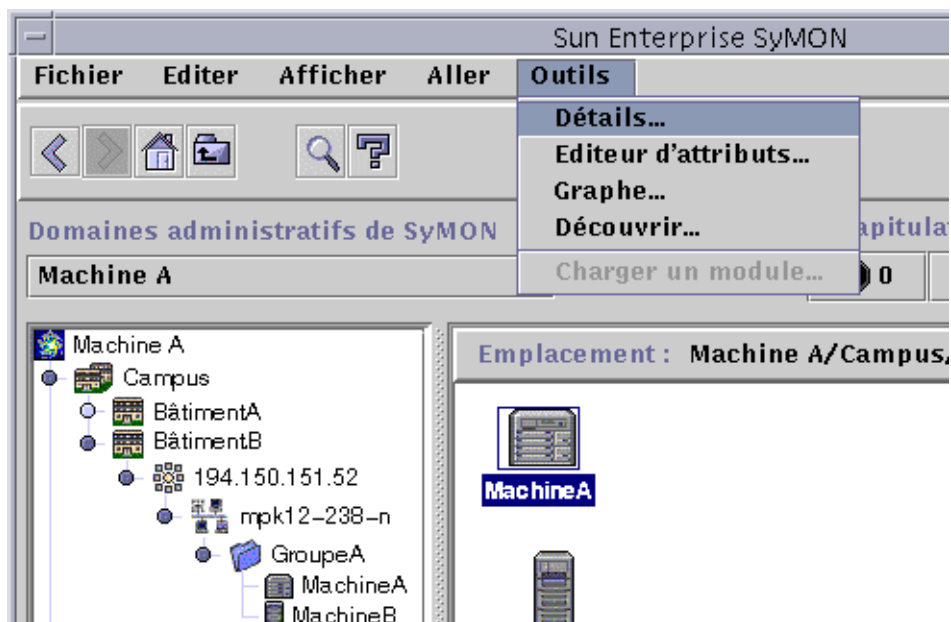 Sun Enterprise SyMON
Fichier Editer Afficher Aller Outils
Détails...
Editeur d'attributs...
Graphe...
Découvrir...
Charger un module...
Domaines administratifs de SyMON
Machine A
0
Machine A
Campus
BâtimentA
BâtimentB
194.150.151.52
mpk12-238-n
GroupeA
MachineA
MachineB
Emplacement : Machine A/Campus/
MachineA